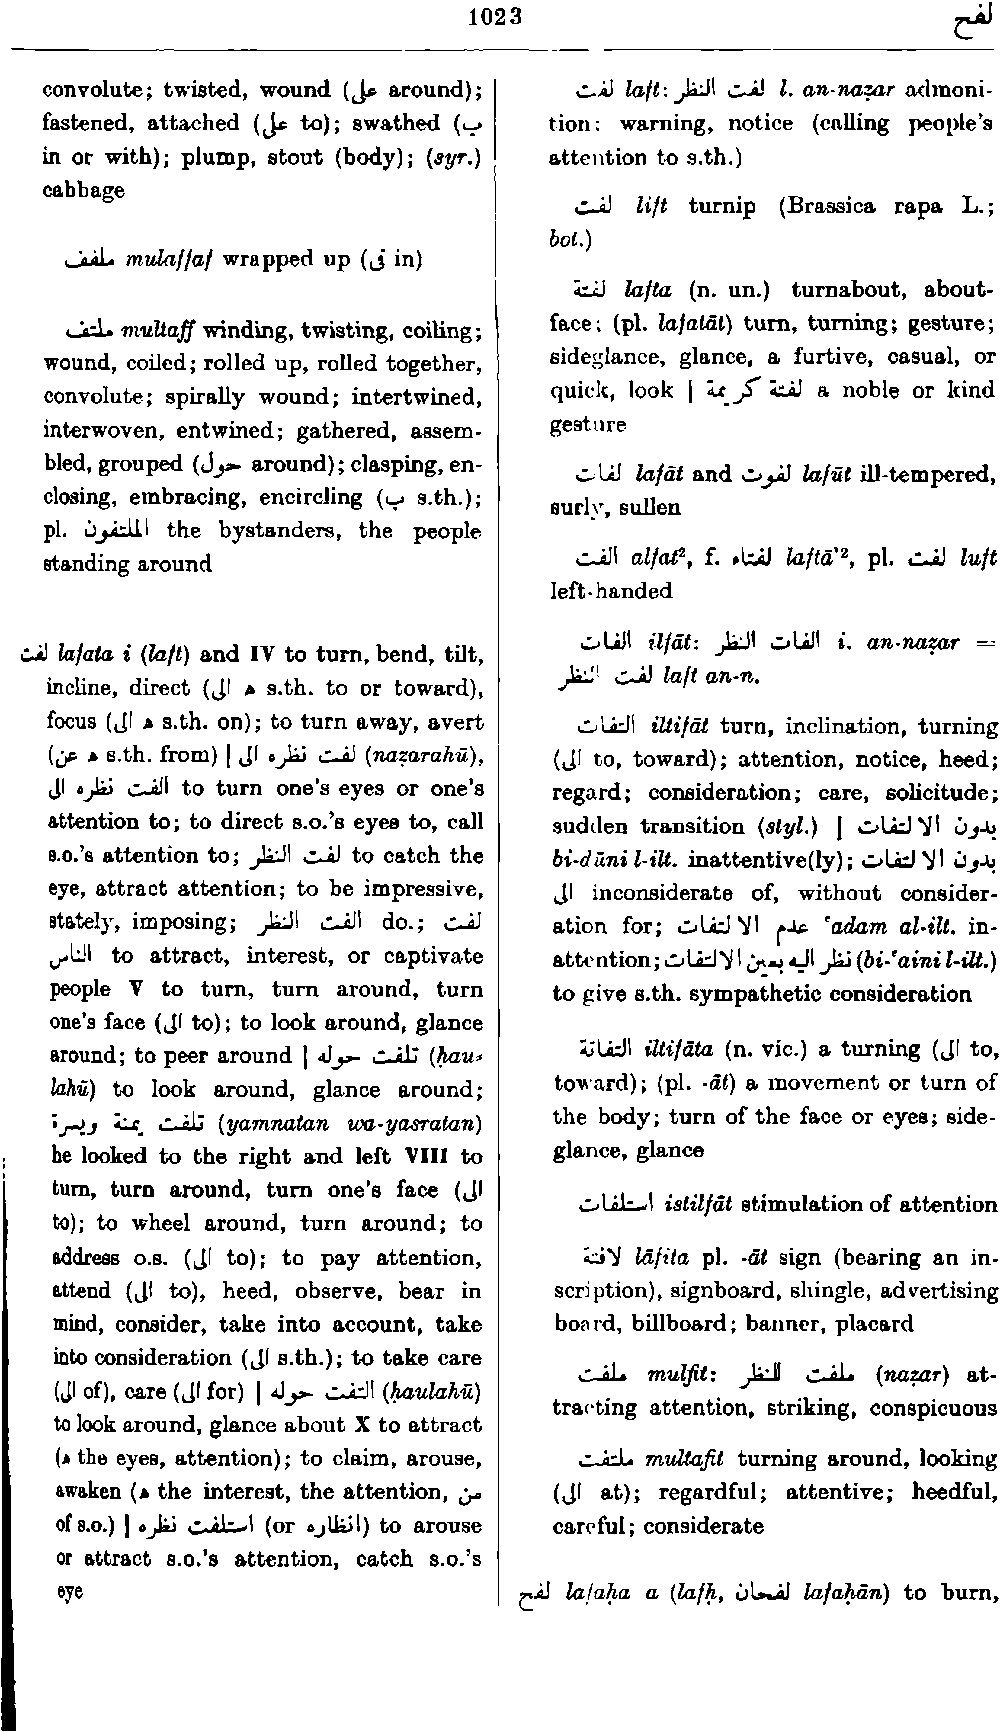 1023
لفح
convolute; twisted, wound (على around);
fastened, attached (على to); swathed (ب
in or with); plump, stout (body); (syr.)
cabbage
ملفف mulaffaf wrapped up (فى in)
ملتف multaff winding, twisting, coiling;
wound, coiled; rolled up, rolled together,
convolute; spirally wound; intertwined,
interwoven, entwined; gathered, assem-
bled, grouped (حول around); clasping, en-
closing, embracing, encircling (ب s.th.);
pl. الملتفون the bystanders, the people
standing around
لفت lafata i (laft) and IV to turn, bend, tilt,
incline, direct (الى ه s.th. to or toward),
focus (الى ه s.th. on); to turn away, avert
(عن ه s.th. from) | لفت نظره الى (naẓarahū),
الفت نظره الى to turn one's eyes or one's
attention to; to direct s.o.'s eyes to, call
s.o.'s attention to; لفت النظر to catch the
eye, attract attention; to be impressive,
stately, imposing; الفت النظر do.; لفت
الناس to attract, interest, or captivate
people V to turn, turn around, turn
one's face (الى to); to look around, glance
around; to peer around | تلفت حوله (ḥau-
lahū) to look around, glance around;
تلفت يمنة ويسرة (yamnatan wa-yasratan)
he looked to the right and left VIII to
turn, turn around, turn one's face (الى
to); to wheel around, turn around; to
address o.s. (الى to); to pay attention,
attend (الى to), heed, observe, bear in
mind, consider, take into account, take
into consideration (الى s.th.); to take care
(الى of), care (الى for) | التفت حوله (ḥaulahū)
to look around, glance about X to attract
(ه the eyes, attention); to claim, arouse,
awaken (ه the interest, the attention, من
of s.o.) | استلفت نظره (or انظاره) to arouse
or attract s.o.'s attention, catch s.o.'s
eye
لفت laft: لفت النظر l. an-naẓar admoni-
tion; warning, notice (calling people's
attention to s.th.)
لفت lift turnip (Brassica rapa L.;
bot.)
لفتة lafta (n. un.) turnabout, about-
face; (pl. lafatāt) turn, turning; gesture;
sideglance, glance, a furtive, casual, or
quick, look | لفتة كريمة a noble or kind
gesture
لفات lafāt and لفوت lafūt ill-tempered,
surly, sullen
الفت alfat², f. لفتاء laftā'², pl. لفت luft
left-handed
الفات ilfāt: الفات النظر i. an-naẓar =
لفت النظر laft an-n.
التفات iltifāt turn, inclination, turning
(الى to, toward); attention, notice, heed;
regard; consideration; care, solicitude;
sudden transition (styl.) | بدون الالتفات
bi-dūni l-ilt. inattentive(ly); بدون الالتفات
الى inconsiderate of, without consider-
ation for; عدم الالتفات ʿadam al-ilt. in-
attention; نظر اليه بعين الالتفات (bi-ʿaini l-ilt.)
to give s.th. sympathetic consideration
التفاتة iltifāta (n. vic.) a turning (الى to,
toward); (pl. -āt) a movement or turn of
the body; turn of the face or eyes; side-
glance, glance
استلفات istilfāt stimulation of attention
لافتة lāfita pl. -āt sign (bearing an in-
scription), signboard, shingle, advertising
board, billboard; banner, placard
ملفت mulfit: ملفت للنظر (naẓar) at-
tracting attention, striking, conspicuous
ملتفت multafit turning around, looking
(الى at); regardful; attentive; heedful,
careful; considerate
لفح lafaḥa a (lafḥ, لفحان lafaḥān) to burn,